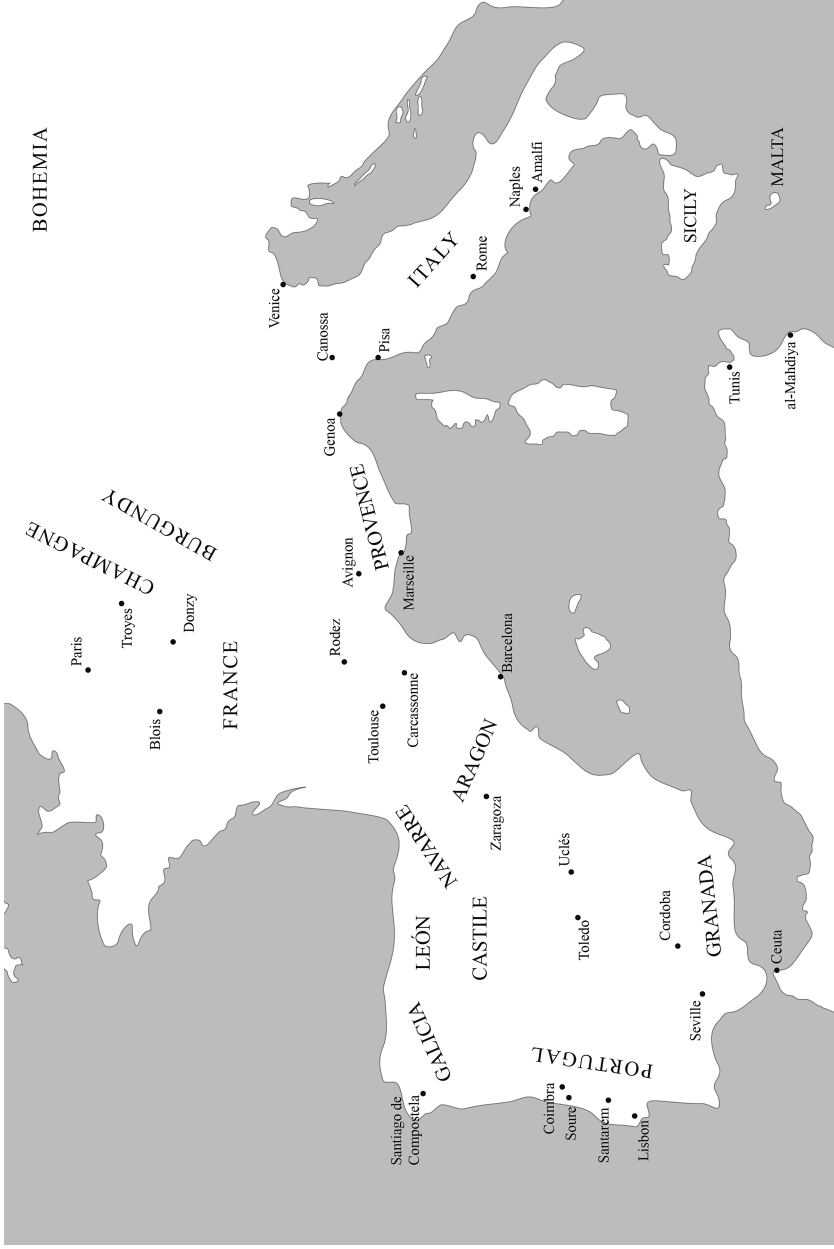 BOHEMIA
Venice
Canossa
Pisa
Genoa
ITALY
Rome
Naples
Amalfi
SICILY
MALTA
Tunis
al-Mahdiya
CHAMPAGNE
BURGUNDY
Paris
Troyes
Donzy
Blois
FRANCE
PROVENCE
Avignon
Marseille
Rodez
Toulouse
Carcassonne
Barcelona
ARAGON
Zaragoza
NAVARRE
LEÓN
CASTILE
Uclés
Toledo
Cordoba
GRANADA
Seville
Ceuta
GALICIA
Santiago de
Compostela
PORTUGAL
Coimbra
Soure
Santarem
Lisbon